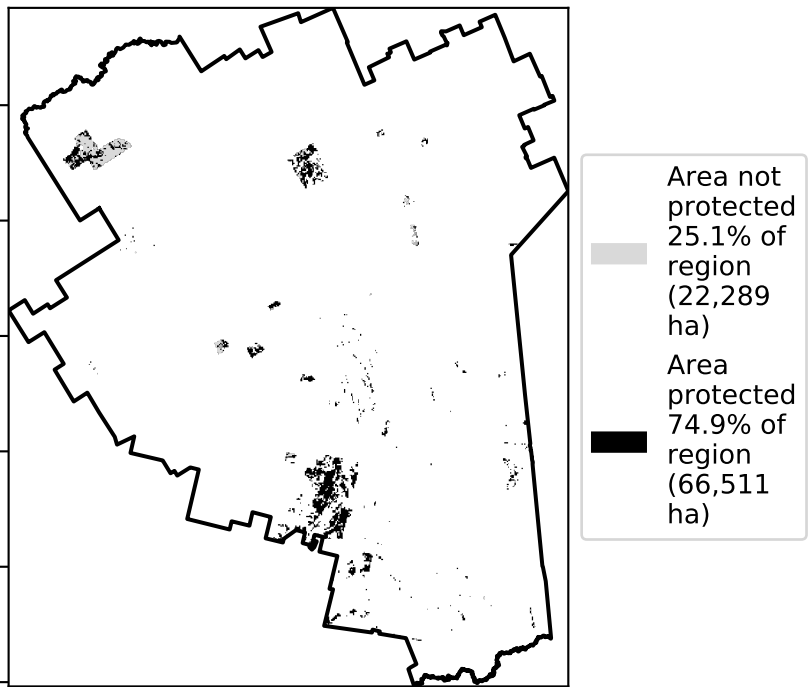 Area not
protected
25.1% of
region
(22,289
ha)
Area
protected
74.9% of
region
(66,511
ha)